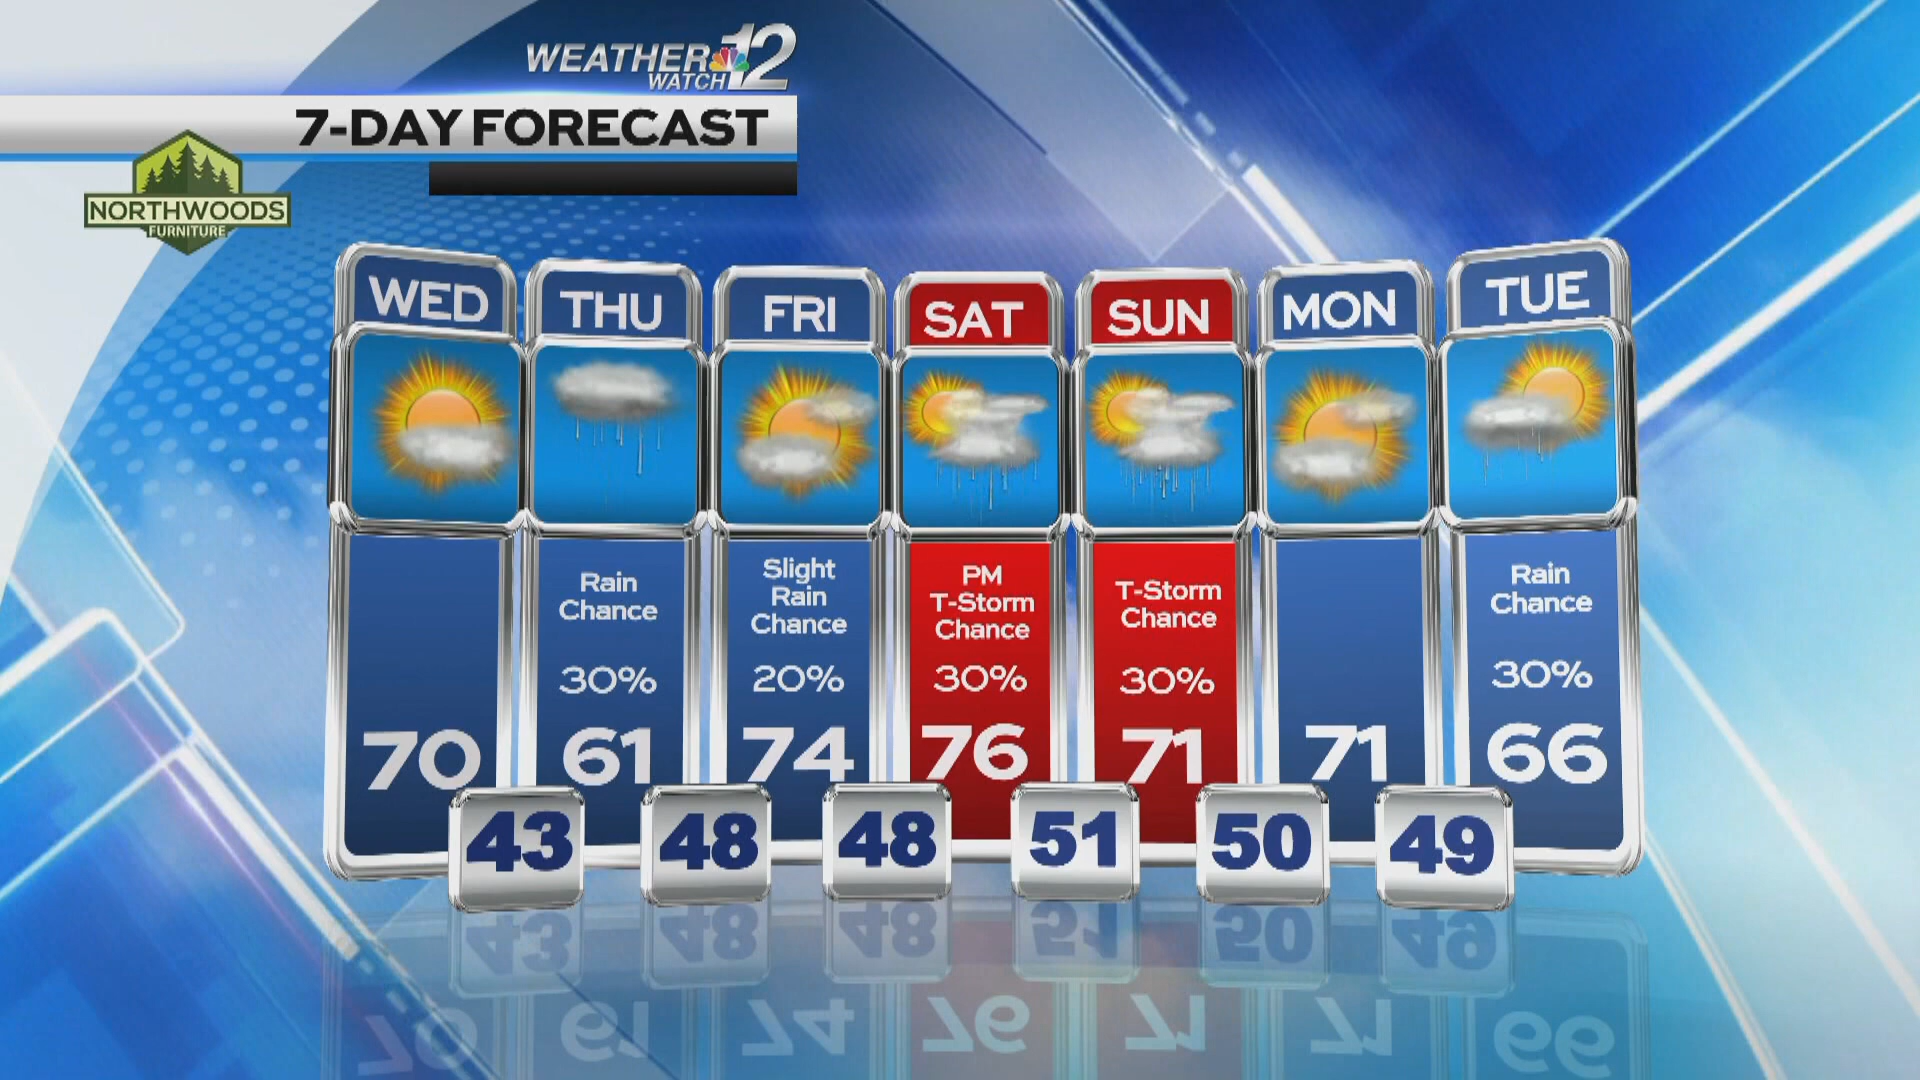 WEATHER 12
WATCH
7-DAY FORECAST
NORTHWOODS
FURNITURE
WED
70
THU
Rain
Chance
30%
61
FRI
Slight
Rain
Chance
20%
74
SAT
PM
T-Storm
Chance
30%
76
SUN
T-Storm
Chance
30%
71
MON
71
TUE
Rain
Chance
30%
66
43
48
48
51
50
49